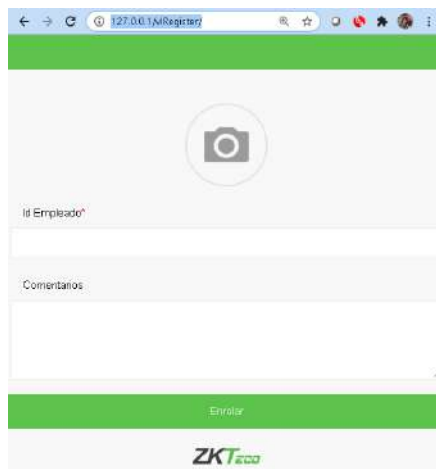 127.0.0.1/vlRegister/
Id Empleado*
Comentarios
Enrolar
ZKTeco